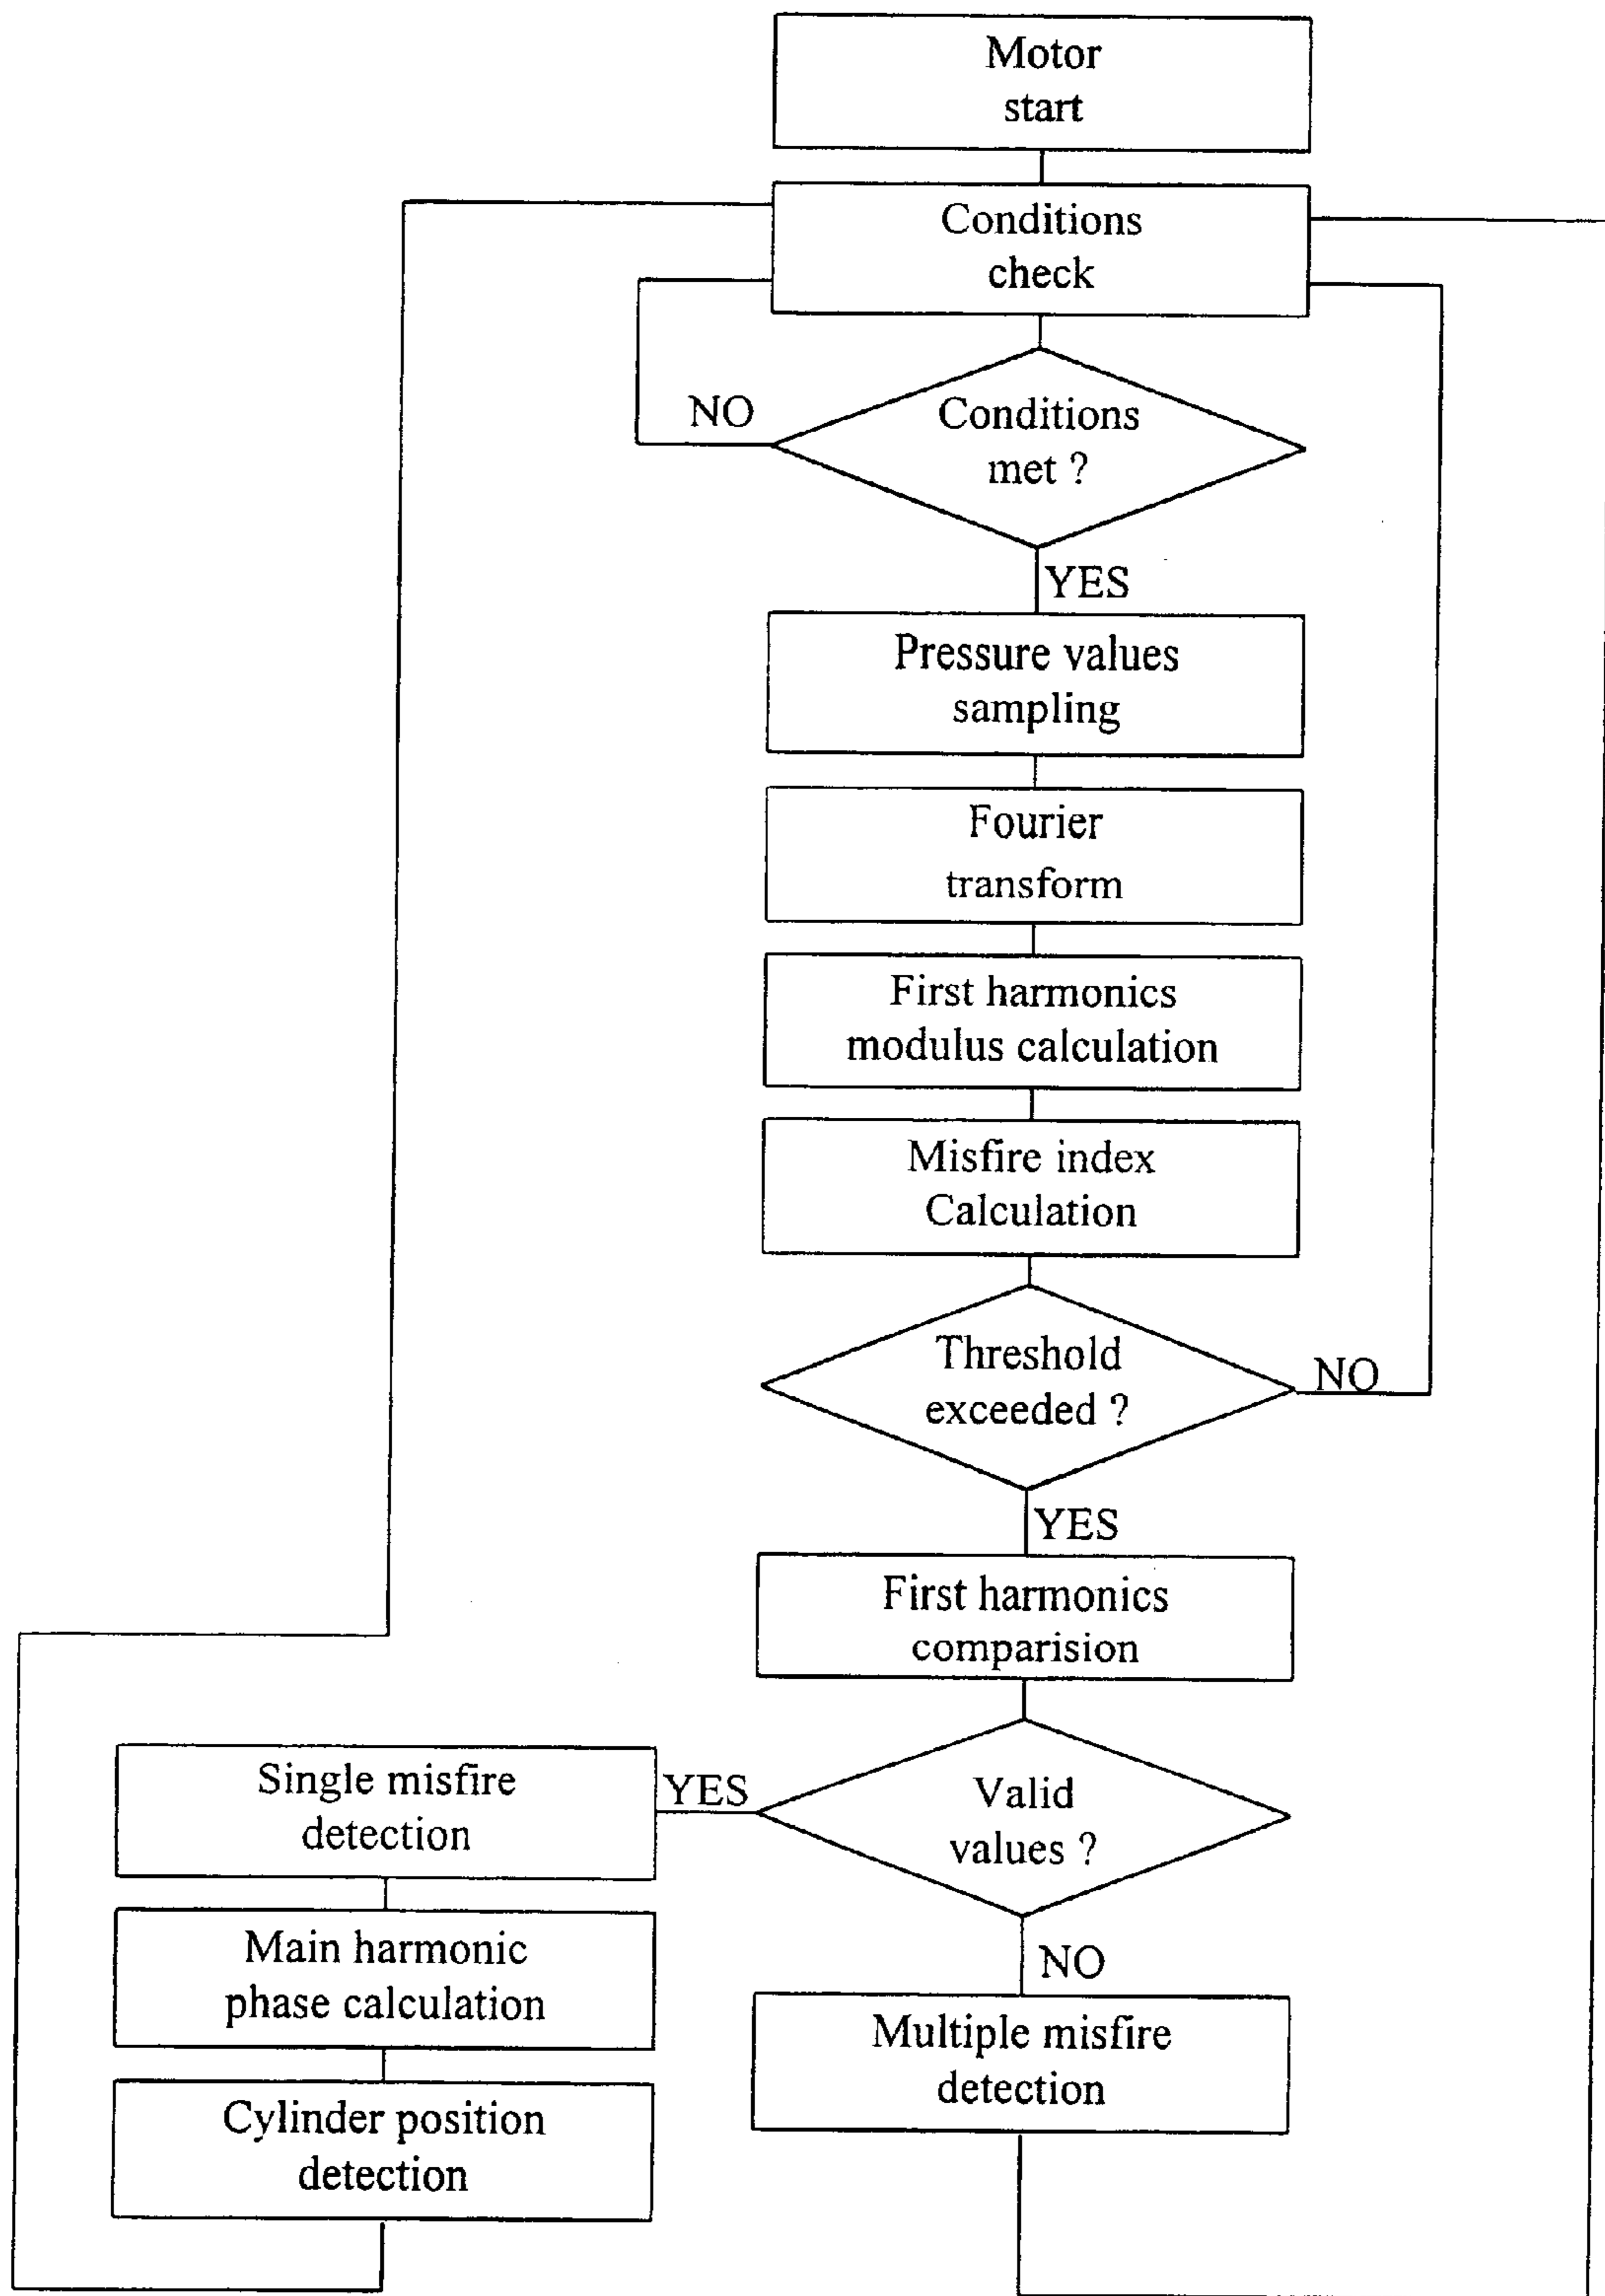 Motor
start
Conditions
check
NO
Conditions
met ?
YES
Pressure values
sampling
Fourier
transform
First harmonics
modulus calculation
Misfire index
Calculation
Threshold
exceeded ?
NO
YES
First harmonics
comparision
Single misfire
detection
YES
Valid
values ?
Main harmonic
phase calculation
NO
Multiple misfire
detection
Cylinder position
detection